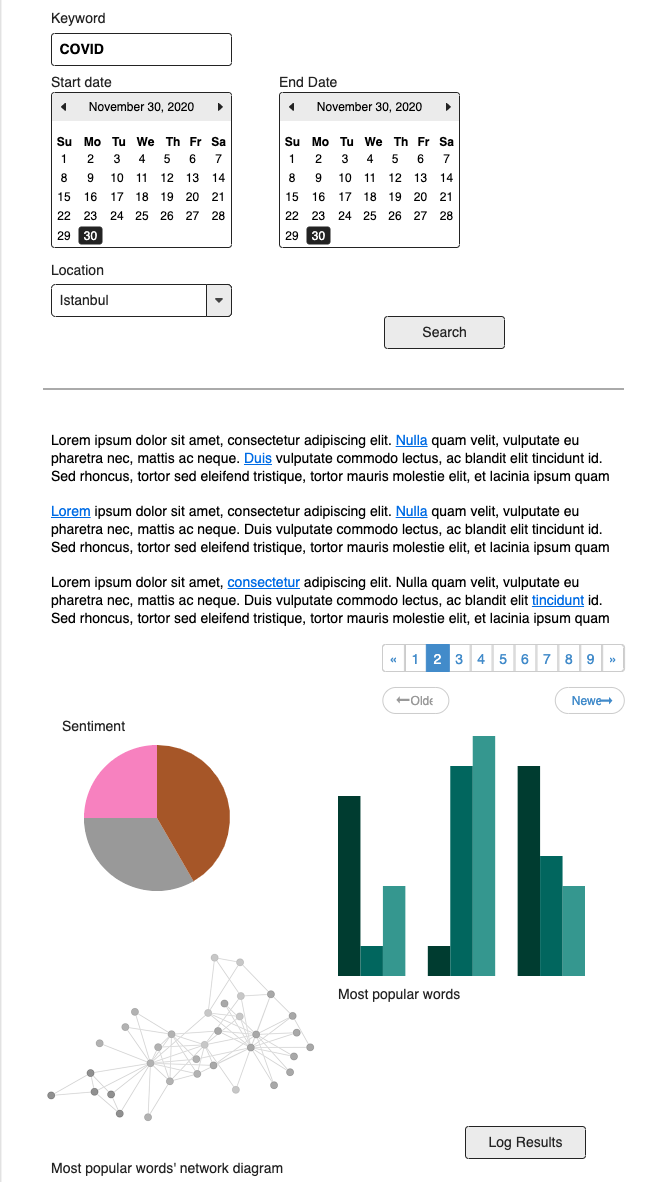 Keyword
COVID
Start date End Date
November 30, 2020 November 30, 2020
Su Mo Tu We Th Fr Sa Su Mo Tu We Th Fr Sa
1 2 3 4 5 6 7 1 2 3 4 5 6 7
8 9 10 11 12 13 14 8 9 10 11 12 13 14
15 16 17 18 19 20 21 15 16 17 18 19 20 21
22 23 24 25 26 27 28 22 23 24 25 26 27 28
29 30 29 30
Location
Istanbul
Search
Lorem ipsum dolor sit amet, consectetur adipiscing elit. Nulla quam velit, vulputate eu
pharetra nec, mattis ac neque. Duis vulputate commodo lectus, ac blandit elit tincidunt id.
Sed rhoncus, tortor sed eleifend tristique, tortor mauris molestie elit, et lacinia ipsum quam
Lorem ipsum dolor sit amet, consectetur adipiscing elit. Nulla quam velit, vulputate eu
pharetra nec, mattis ac neque. Duis vulputate commodo lectus, ac blandit elit tincidunt id.
Sed rhoncus, tortor sed eleifend tristique, tortor mauris molestie elit, et lacinia ipsum quam
Lorem ipsum dolor sit amet, consectetur adipiscing elit. Nulla quam velit, vulputate eu
pharetra nec, mattis ac neque. Duis vulputate commodo lectus, ac blandit elit tincidunt id.
Sed rhoncus, tortor sed eleifend tristique, tortor mauris molestie elit, et lacinia ipsum quam
« 1 2 3 4 5 6 7 8 9 »
←Olde Newe→
Sentiment
Most popular words
Log Results
Most popular words' network diagram